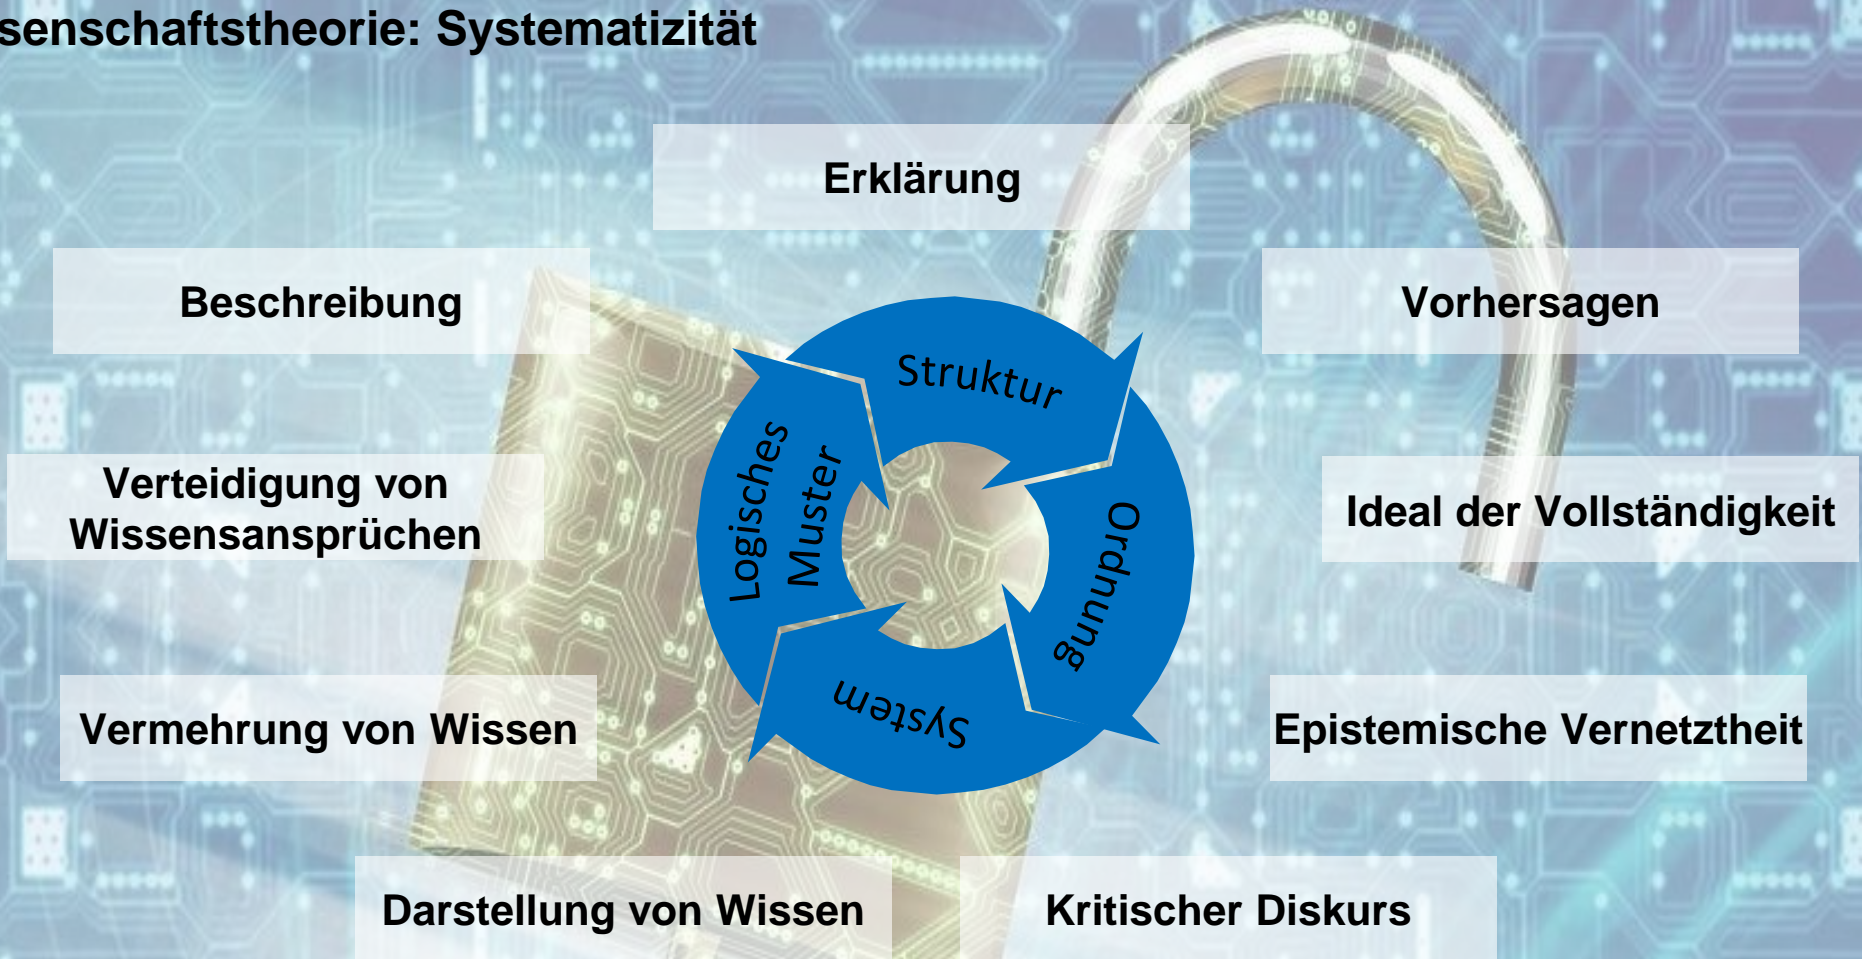 senschaftstheorie: Systematizität
Erklärung
Beschreibung
Vorhersagen
Struktur
Logisches
Muster
Ordnung
System
Verteidigung von
Wissensansprüchen
Ideal der Vollständigkeit
Vermehrung von Wissen
Epistemische Vernetztheit
Darstellung von Wissen
Kritischer Diskurs